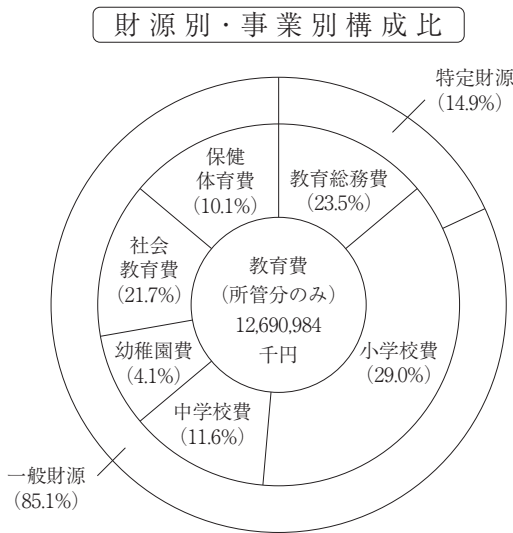 財源別・事業別構成比
特定財源
(14.9%)
保健
体育費
(10.1%)
教育総務費
(23.5%)
社会
教育費
(21.7%)
教育費
(所管分のみ)
12,690,984
千円
幼稚園費
(4.1%)
小学校費
(29.0%)
中学校費
(11.6%)
一般財源
(85.1%)